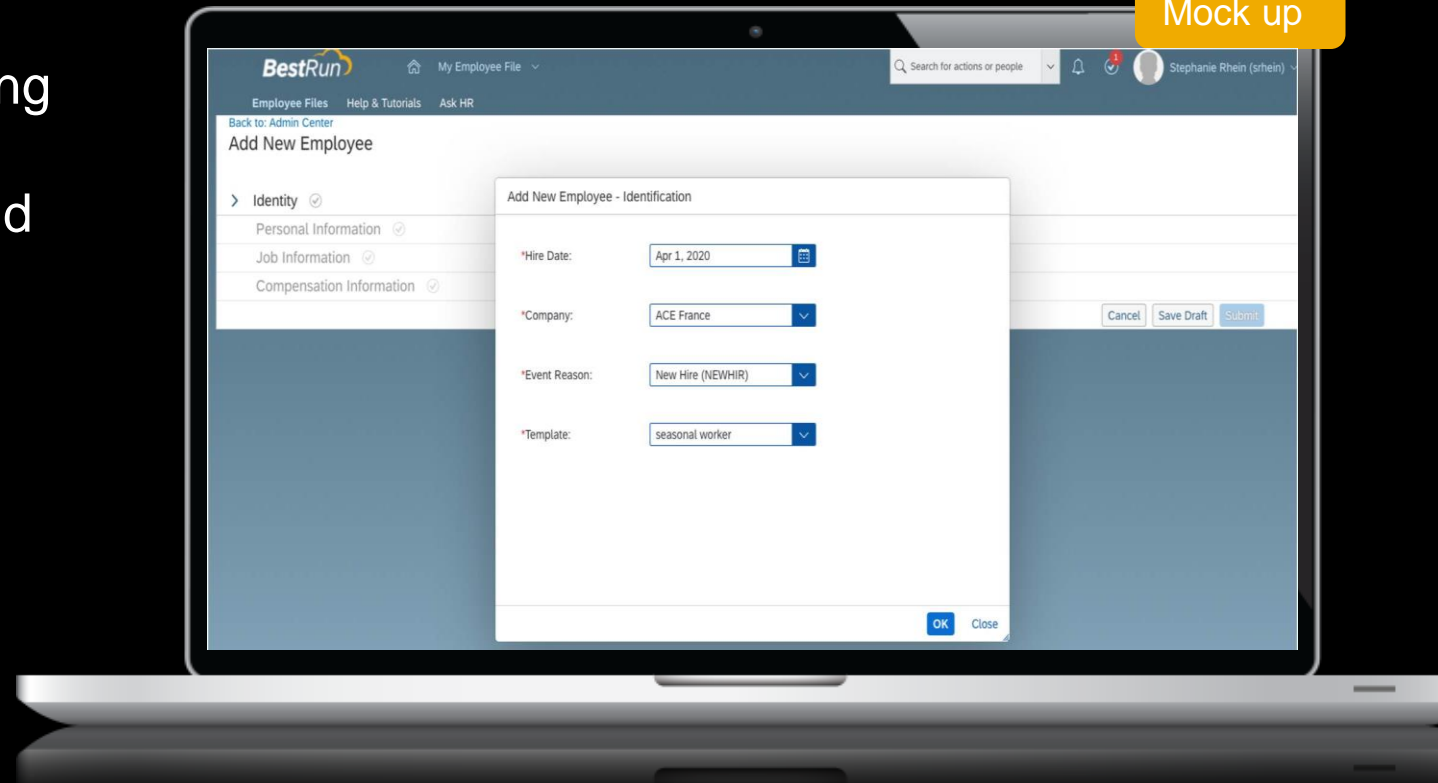 Mock up
ng
d
BestRun
My Employee File
Search for actions or people
1
Stephanie Rhein (srhein)
Employee Files Help & Tutorials Ask HR
Back to: Admin Center
Add New Employee
Identity
Personal Information
Job Information
Compensation Information
Cancel Save Draft Submit
Add New Employee - Identification
*Hire Date: Apr 1, 2020
*Company: ACE France
*Event Reason: New Hire (NEWHIR)
*Template: seasonal worker
OK Close